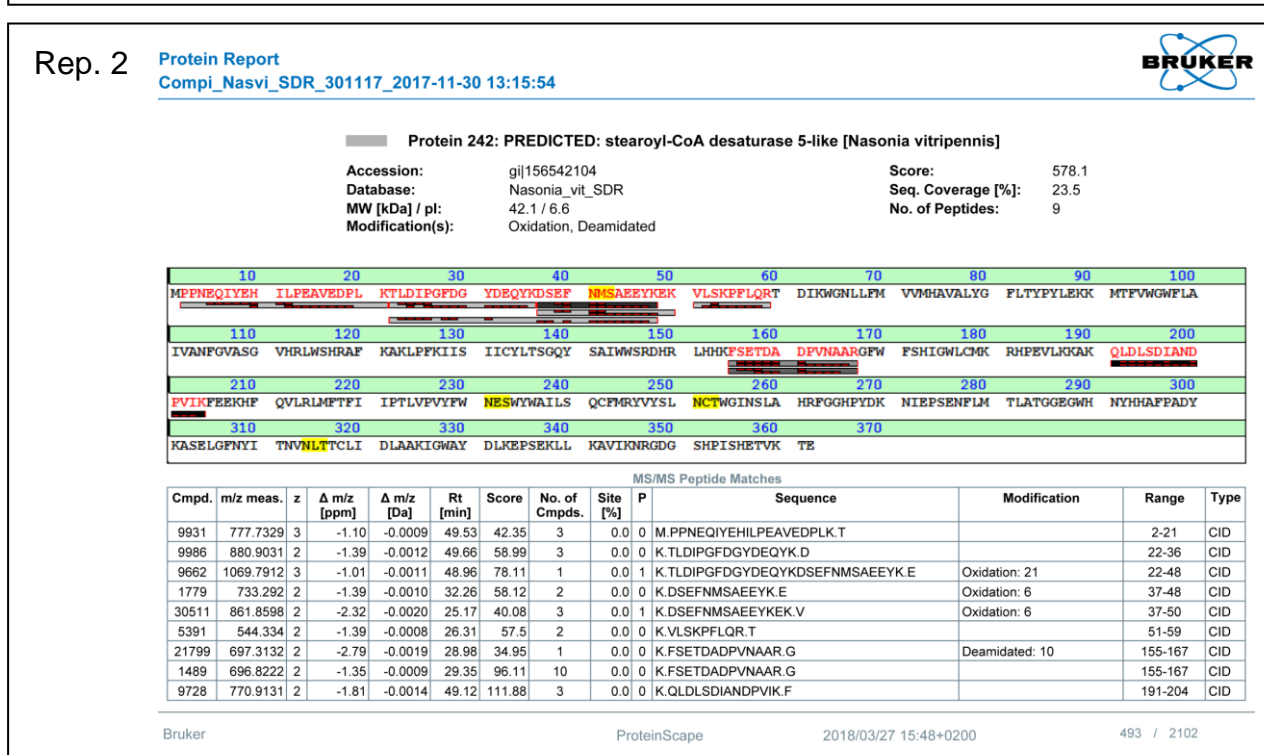 Rep. 2
Protein Report
Compi_Nasvi_SDR_301117_2017-11-30 13:15:54
BRUKER
Protein 242: PREDICTED: stearoyl-CoA desaturase 5-like [Nasonia vitripennis]
Accession: gi|156542104 Score: 578.1
Database: Nasonia_vit_SDR Seq. Coverage [%]: 23.5
MW [kDa] / pI: 42.1 / 6.6 No. of Peptides: 9
Modification(s): Oxidation, Deamidated
10 20 30 40 50 60 70 80 90 100
MPPNEQIYEH ILPEAVEDPL KTLDIPGFDG YDEQYKDSEF NMSAEEYKEK VLSKPFLQRT DIKWGNLLFM VVMHAVALYG FLTYPYLEKK MTFVWGWFLA
110 120 130 140 150 160 170 180 190 200
IVANFGVASG VHRLWSHRAF KAKLPFKIIS IICYLTSGQY SAIWWSRDHR LHHKFSETDA DPVNAARGFW FSHIGWLCMK RHPEVLKKAK QLDLSDIAND
210 220 230 240 250 260 270 280 290 300
PVIKFEEKHF QVLRLMFTFI IPTLVPVYFW NESWYWAILS QCFMRYVYSL NCTWGINSLA HRFGGHPYDK NIEPSENFLM TLATGGEGWH NYHHAFPADY
310 320 330 340 350 360 370
KASELGFNYI TNVNLTTCLI DLAAKIGWAY DLKEPSEKLL KAVIKNRGDG SHPISHETVK TE
MS/MS Peptide Matches
Cmpd. m/z meas. z Δ m/z [ppm] Δ m/z [Da] Rt [min] Score No. of Cmpds. Site [%] P Sequence Modification Range Type
9931 777.7329 3 -1.10 -0.0009 49.53 42.35 3 0.0 0 M.PPNEQIYEHILPEAVEDPLK.T 2-21 CID
9986 880.9031 2 -1.39 -0.0012 49.66 58.99 3 0.0 0 K.TLDIPGFDGYDEQYK.D 22-36 CID
9662 1069.7912 3 -1.01 -0.0011 48.96 78.11 1 0.0 1 K.TLDIPGFDGYDEQYKDSEFNMSAEEYK.E Oxidation: 21 22-48 CID
1779 733.292 2 -1.39 -0.0010 32.26 58.12 2 0.0 0 K.DSEFNMSAEEYK.E Oxidation: 6 37-48 CID
30511 861.8598 2 -2.32 -0.0020 25.17 40.08 3 0.0 1 K.DSEFNMSAEEYKEK.V Oxidation: 6 37-50 CID
5391 544.334 2 -1.39 -0.0008 26.31 57.5 2 0.0 0 K.VLSKPFLQR.T 51-59 CID
21799 697.3132 2 -2.79 -0.0019 28.98 34.95 1 0.0 0 K.FSETDADPVNAAR.G Deamidated: 10 155-167 CID
1489 696.8222 2 -1.35 -0.0009 29.35 96.11 10 0.0 0 K.FSETDADPVNAAR.G 155-167 CID
9728 770.9131 2 -1.81 -0.0014 49.12 111.88 3 0.0 0 K.QLDLSDIANDPVIK.F 191-204 CID
Bruker ProteinScape 2018/03/27 15:48+0200 493 / 2102